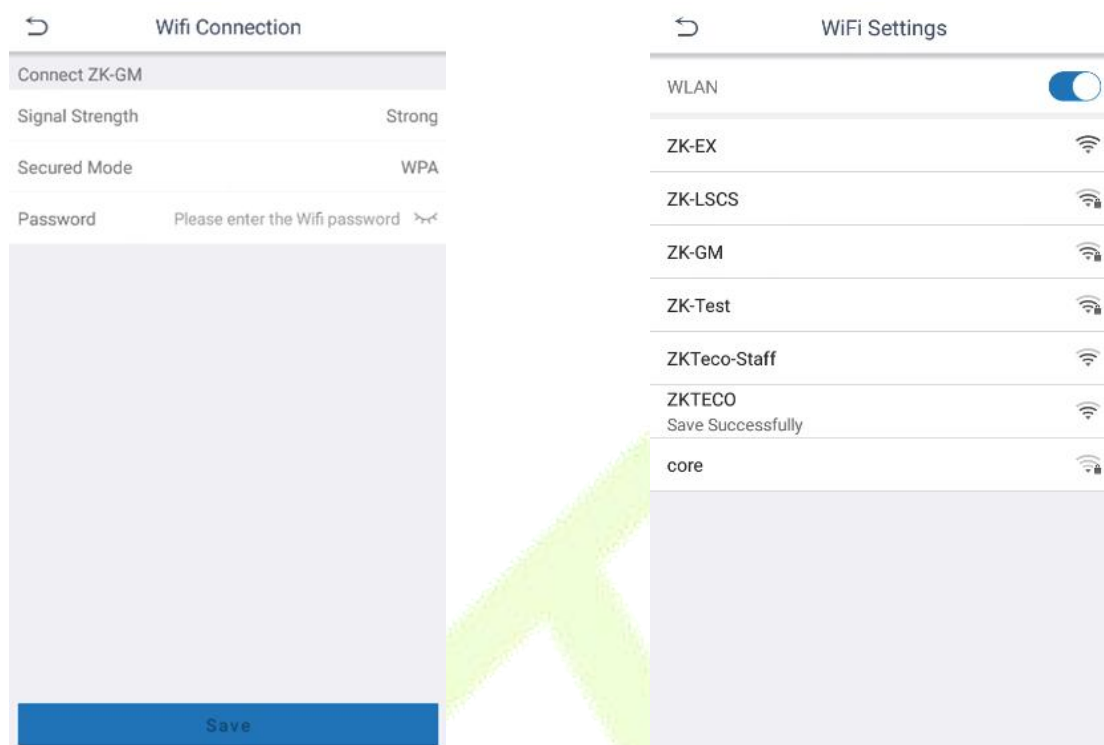 Wifi Connection
Connect ZK-GM
Signal Strength Strong
Secured Mode WPA
Password Please enter the Wifi password
Save
WiFi Settings
WLAN
ZK-EX
ZK-LSCS
ZK-GM
ZK-Test
ZKTeco-Staff
ZKTECO
Save Successfully
core